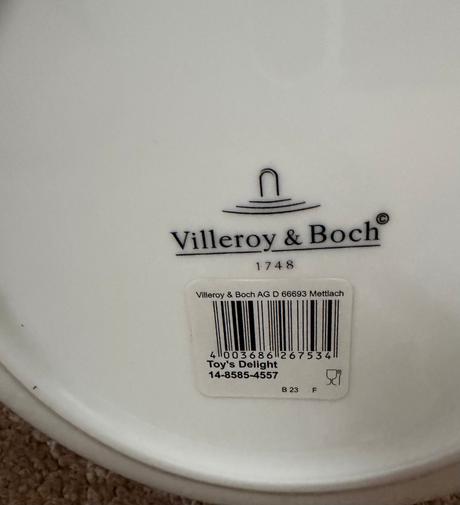 Villeroy & Boch©
1748
Villeroy & Boch AG D 66693 Mettlach
4 003686 267534
Toy's Delight
14-8585-4557
B 23 F